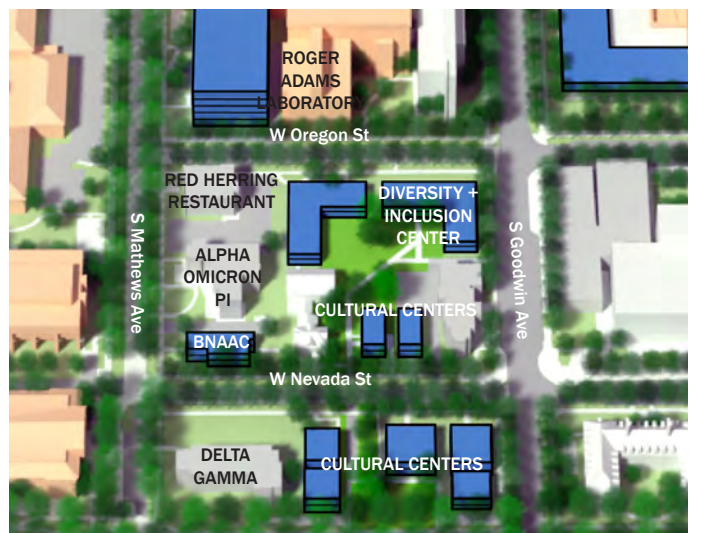 ROGER
ADAMS
LABORATORY
W Oregon St
RED HERRING
RESTAURANT
DIVERSITY +
INCLUSION
CENTER
S Mathews Ave
S Goodwin Ave
ALPHA
OMICRON
PI
CULTURAL CENTERS
BNAAC
W Nevada St
DELTA
GAMMA
CULTURAL CENTERS